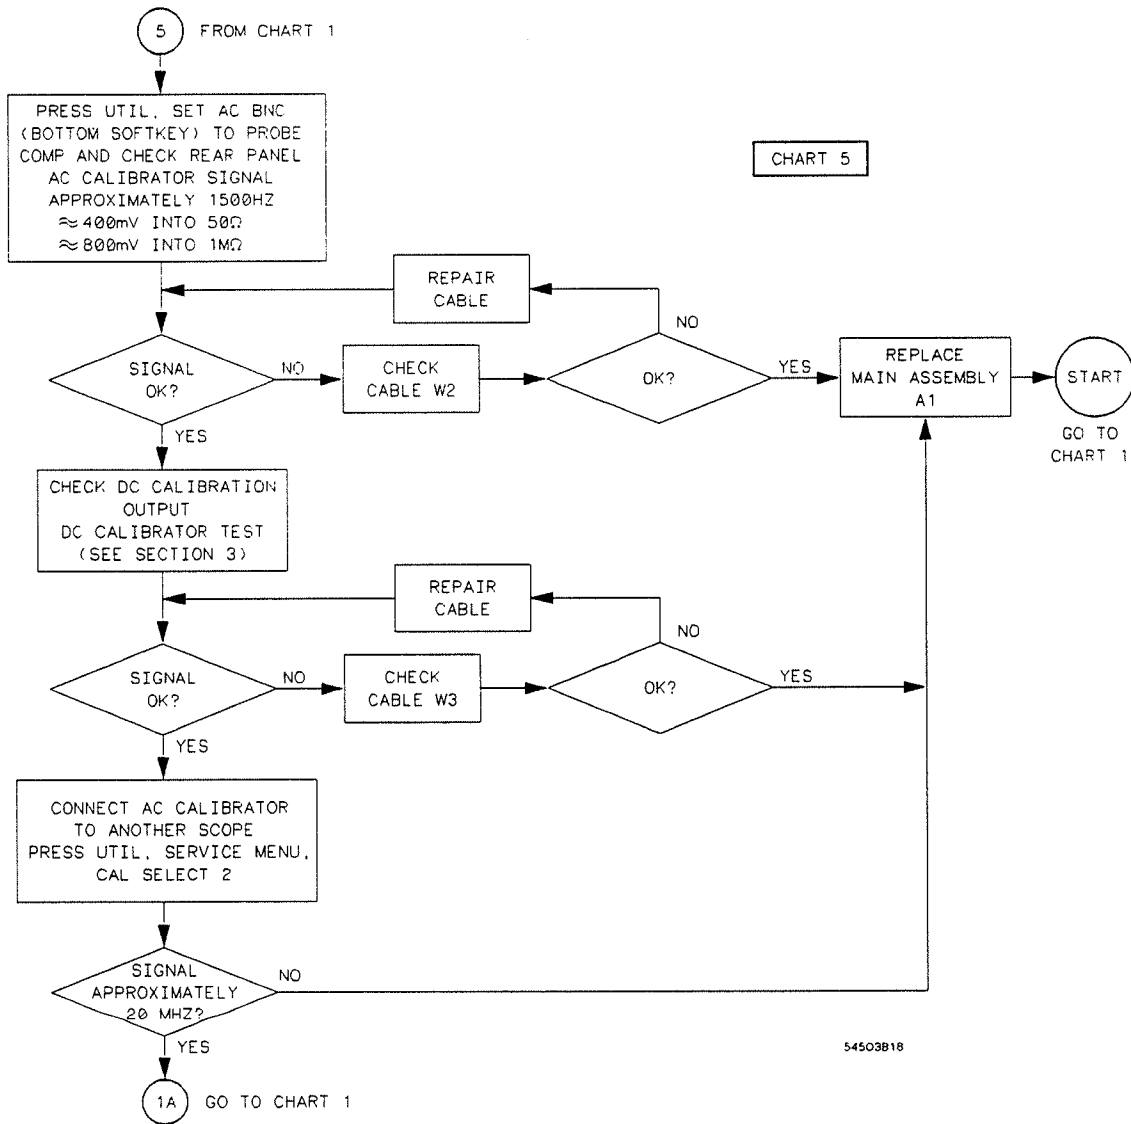 5 FROM CHART 1
PRESS UTIL, SET AC BNC
(BOTTOM SOFTKEY) TO PROBE
COMP AND CHECK REAR PANEL
AC CALIBRATOR SIGNAL
APPROXIMATELY 1500HZ
≈400mV INTO 50Ω
≈800mV INTO 1MΩ
CHART 5
REPAIR
CABLE
NO
SIGNAL
OK?
NO
CHECK
CABLE W2
OK?
YES
REPLACE
MAIN ASSEMBLY
A1
START
GO TO
CHART 1
YES
CHECK DC CALIBRATION
OUTPUT
DC CALIBRATOR TEST
(SEE SECTION 3)
REPAIR
CABLE
NO
SIGNAL
OK?
NO
CHECK
CABLE W3
OK?
YES
YES
CONNECT AC CALIBRATOR
TO ANOTHER SCOPE
PRESS UTIL, SERVICE MENU,
CAL SELECT 2
SIGNAL
APPROXIMATELY
20 MHZ?
NO
YES
54503B18
1A GO TO CHART 1